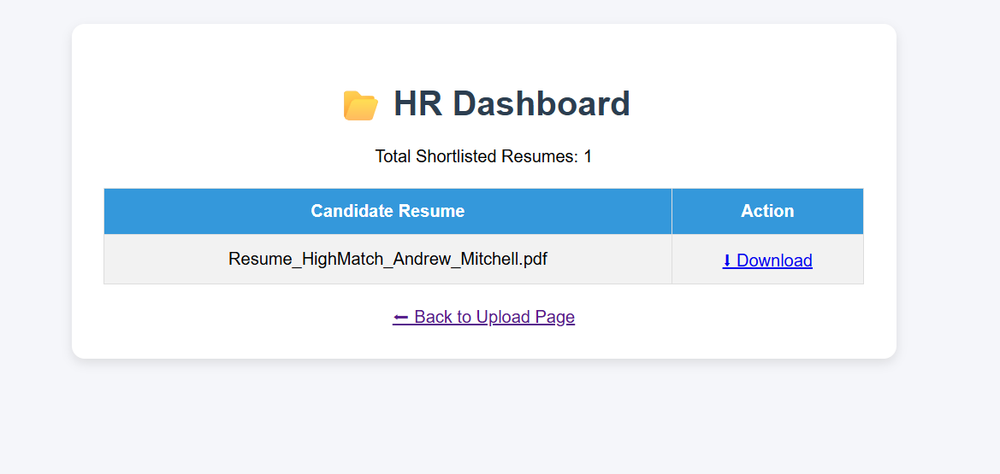 HR Dashboard
Total Shortlisted Resumes: 1
Candidate Resume Action
Resume_HighMatch_Andrew_Mitchell.pdf ⬇ Download
⬅ Back to Upload Page